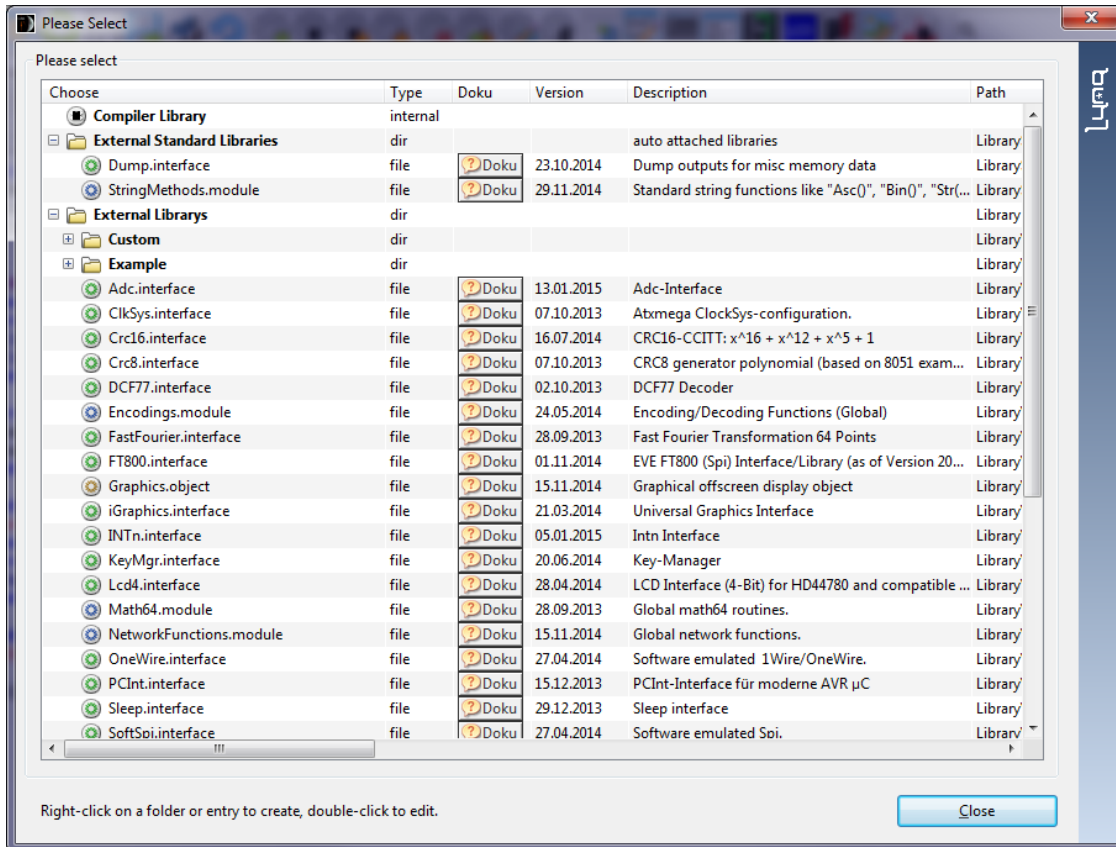 Please Select
Please select
Choose Type Doku Version Description Path
Compiler Library internal
External Standard Libraries dir auto attached libraries Library
Dump.interface file Doku 23.10.2014 Dump outputs for misc memory data Library
StringMethods.module file Doku 29.11.2014 Standard string functions like "Asc()", "Bin()", "Str(... Library
External Librarys dir Library
Custom dir Library
Example dir Library
Adc.interface file Doku 13.01.2015 Adc-Interface Library
ClkSys.interface file Doku 07.10.2013 Atxmega ClockSys-configuration. Library
Crc16.interface file Doku 16.07.2014 CRC16-CCITT: x^16 + x^12 + x^5 + 1 Library
Crc8.interface file Doku 07.10.2013 CRC8 generator polynomial (based on 8051 exam... Library
DCF77.interface file Doku 02.10.2013 DCF77 Decoder Library
Encodings.module file Doku 24.05.2014 Encoding/Decoding Functions (Global) Library
FastFourier.interface file Doku 28.09.2013 Fast Fourier Transformation 64 Points Library
FT800.interface file Doku 01.11.2014 EVE FT800 (Spi) Interface/Library (as of Version 20... Library
Graphics.object file Doku 15.11.2014 Graphical offscreen display object Library
iGraphics.interface file Doku 21.03.2014 Universal Graphics Interface Library
INTn.interface file Doku 05.01.2015 Intn Interface Library
KeyMgr.interface file Doku 20.06.2014 Key-Manager Library
Lcd4.interface file Doku 28.04.2014 LCD Interface (4-Bit) for HD44780 and compatible ... Library
Math64.module file Doku 28.09.2013 Global math64 routines. Library
NetworkFunctions.module file Doku 15.11.2014 Global network functions. Library
OneWire.interface file Doku 27.04.2014 Software emulated 1Wire/OneWire. Library
PCInt.interface file Doku 15.12.2013 PCInt-Interface für moderne AVR µC Library
Sleep.interface file Doku 29.12.2013 Sleep interface Library
SoftSpi.interface file Doku 27.04.2014 Software emulated Spi. Library
Right-click on a folder or entry to create, double-click to edit.
Close